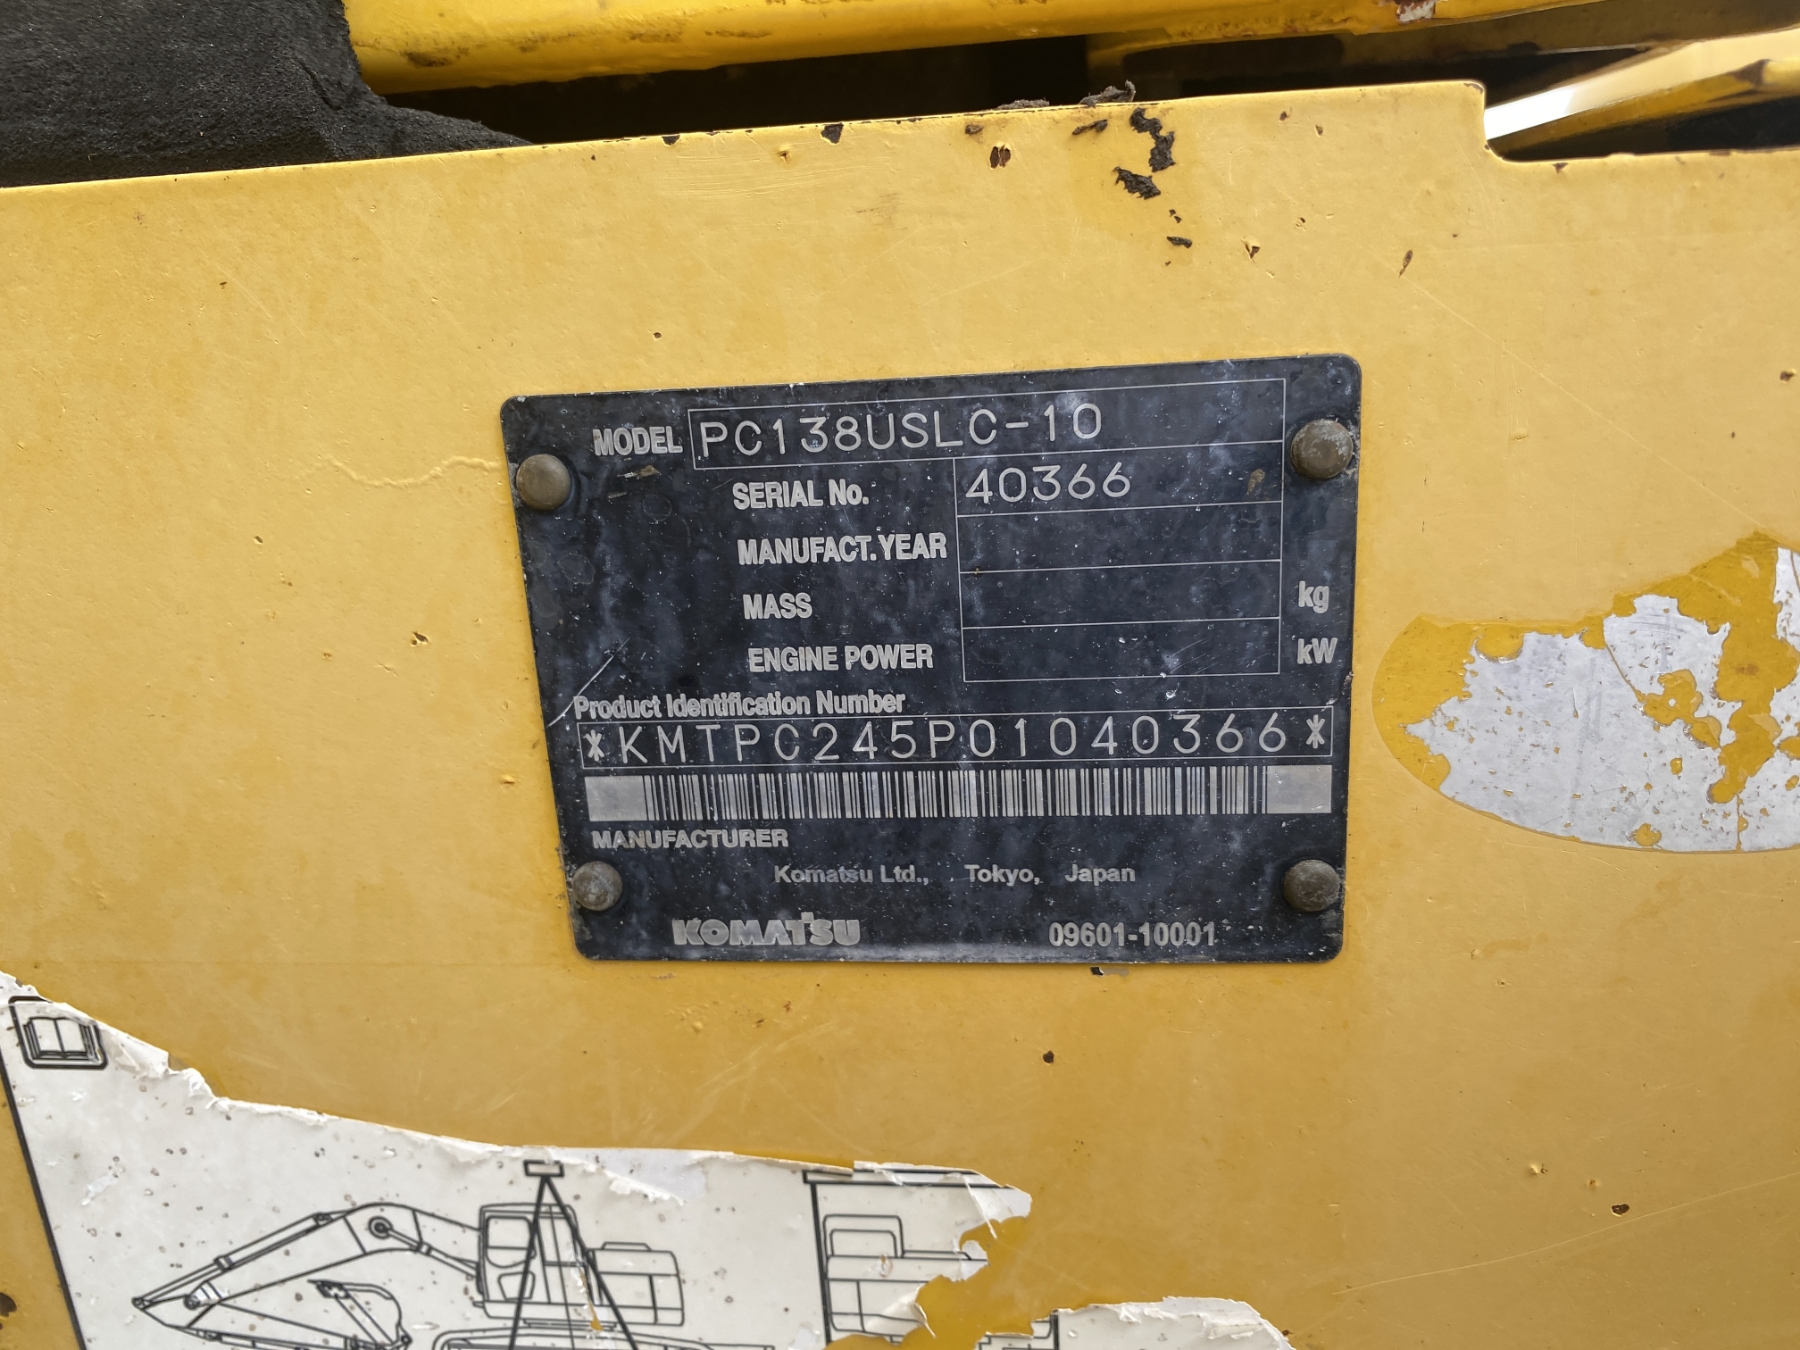 MODEL PC138USLC-10
SERIAL No. 40366
MANUFACT. YEAR
MASS kg
ENGINE POWER kW
Product Identification Number
*KMTPC245P01040366*
MANUFACTURER
Komatsu Ltd., Tokyo, Japan
KOMATSU 09601-10001